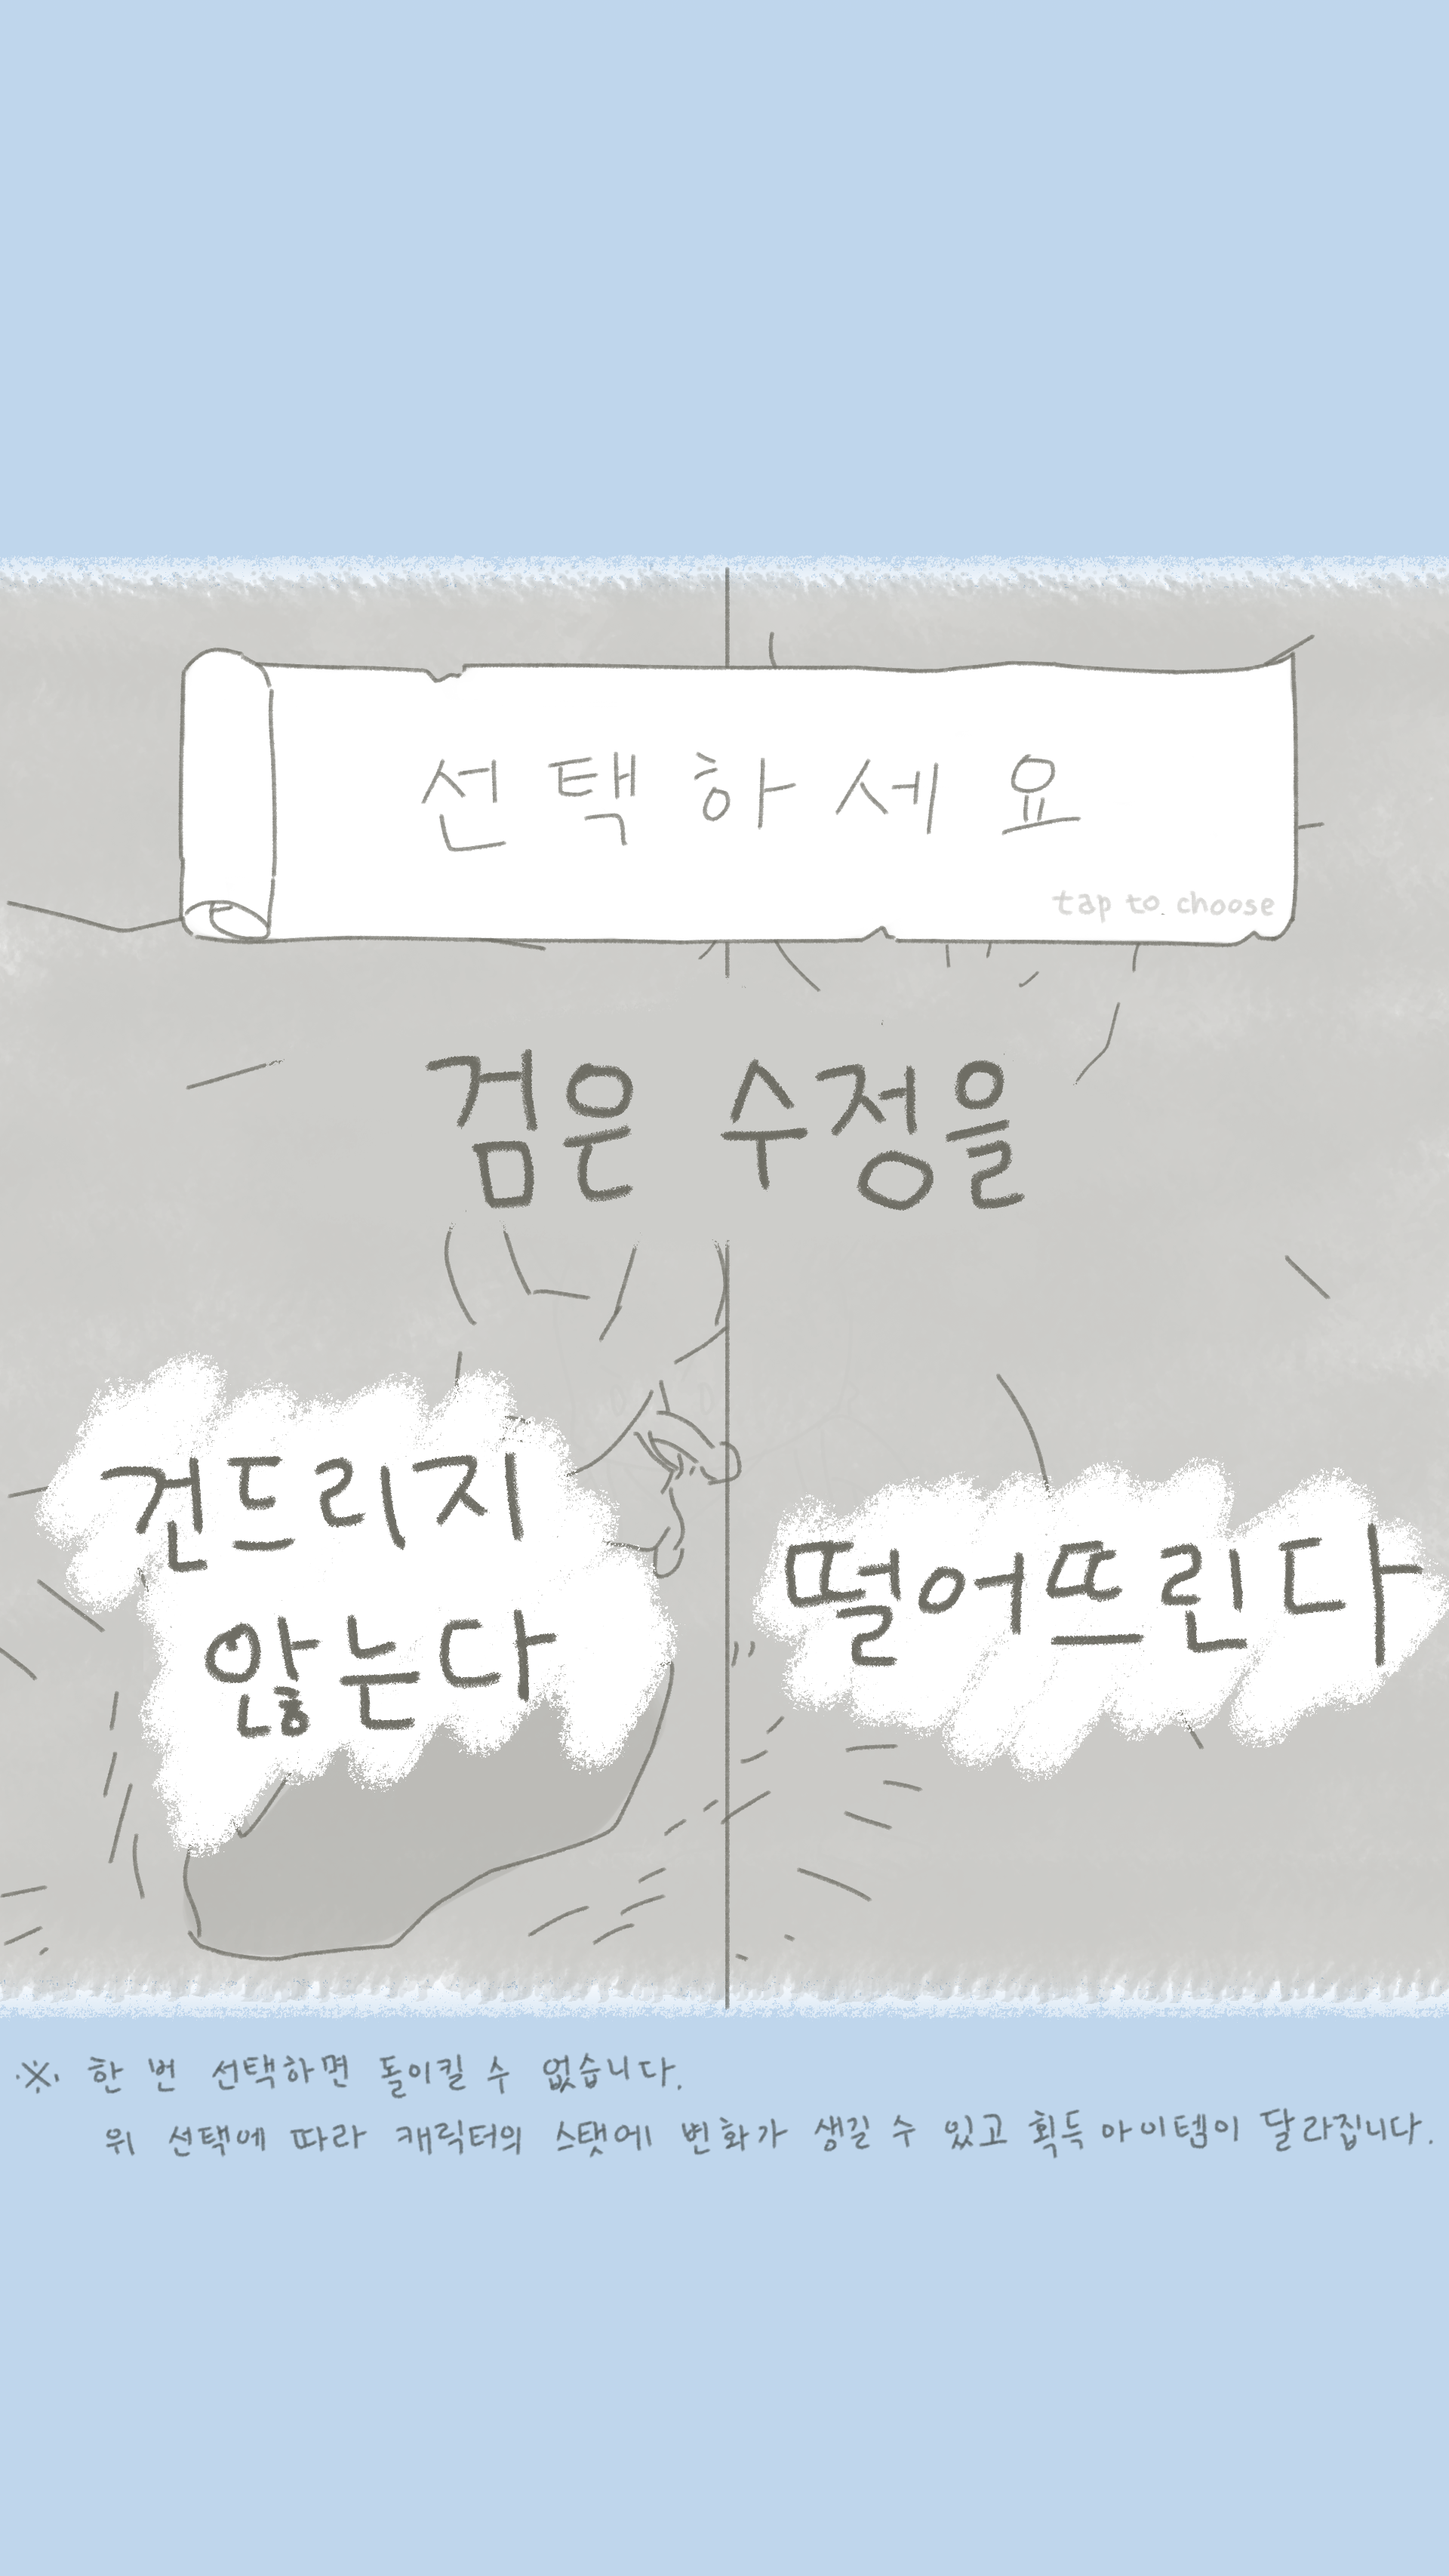 선택하세요
tap to choose
검은 수정을
건드리지
않는다
떨어뜨린다
※ 한 번 선택하면 돌이킬 수 없습니다.
위 선택에 따라 캐릭터의 스탯에 변화가 생길 수 있고 획득 아이템이 달라집니다.